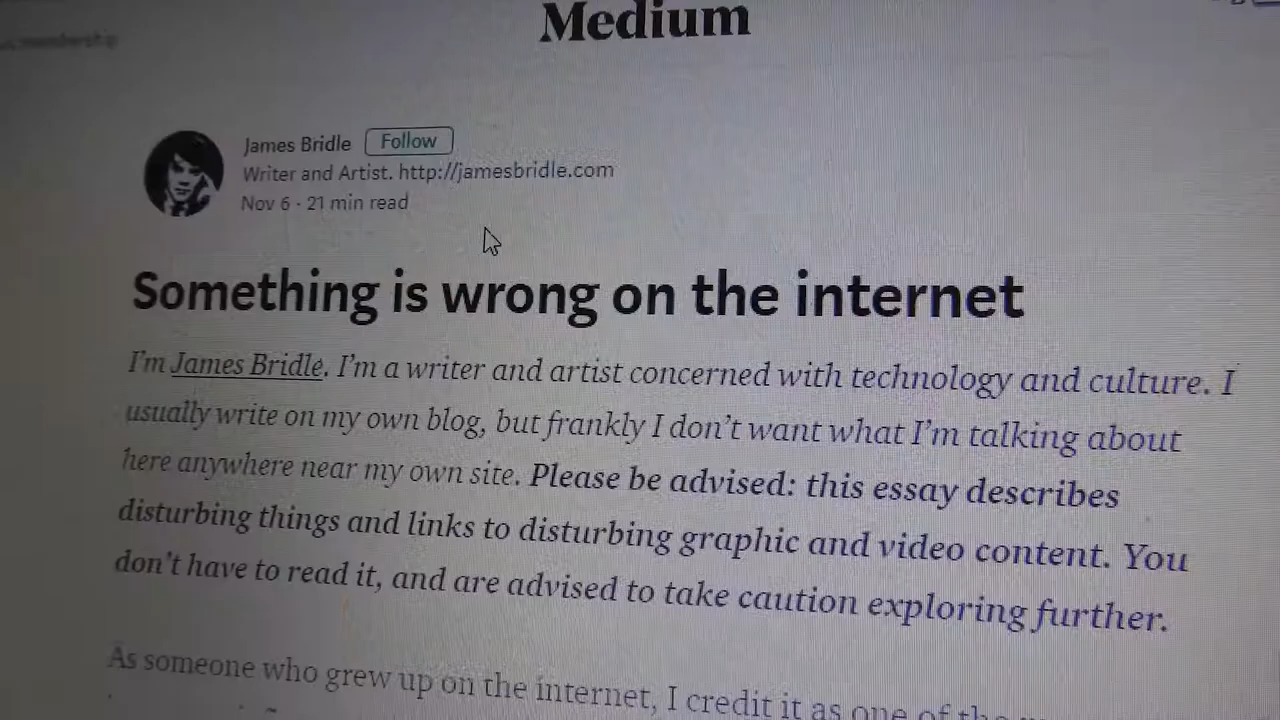 Medium
James Bridle Follow
Writer and Artist. http://jamesbridle.com
Nov 6 · 21 min read
Something is wrong on the internet
I'm James Bridle. I'm a writer and artist concerned with technology and culture. I
usually write on my own blog, but frankly I don't want what I'm talking about
here anywhere near my own site. Please be advised: this essay describes
disturbing things and links to disturbing graphic and video content. You
don't have to read it, and are advised to take caution exploring further.
As someone who grew up on the internet, I credit it as one of the